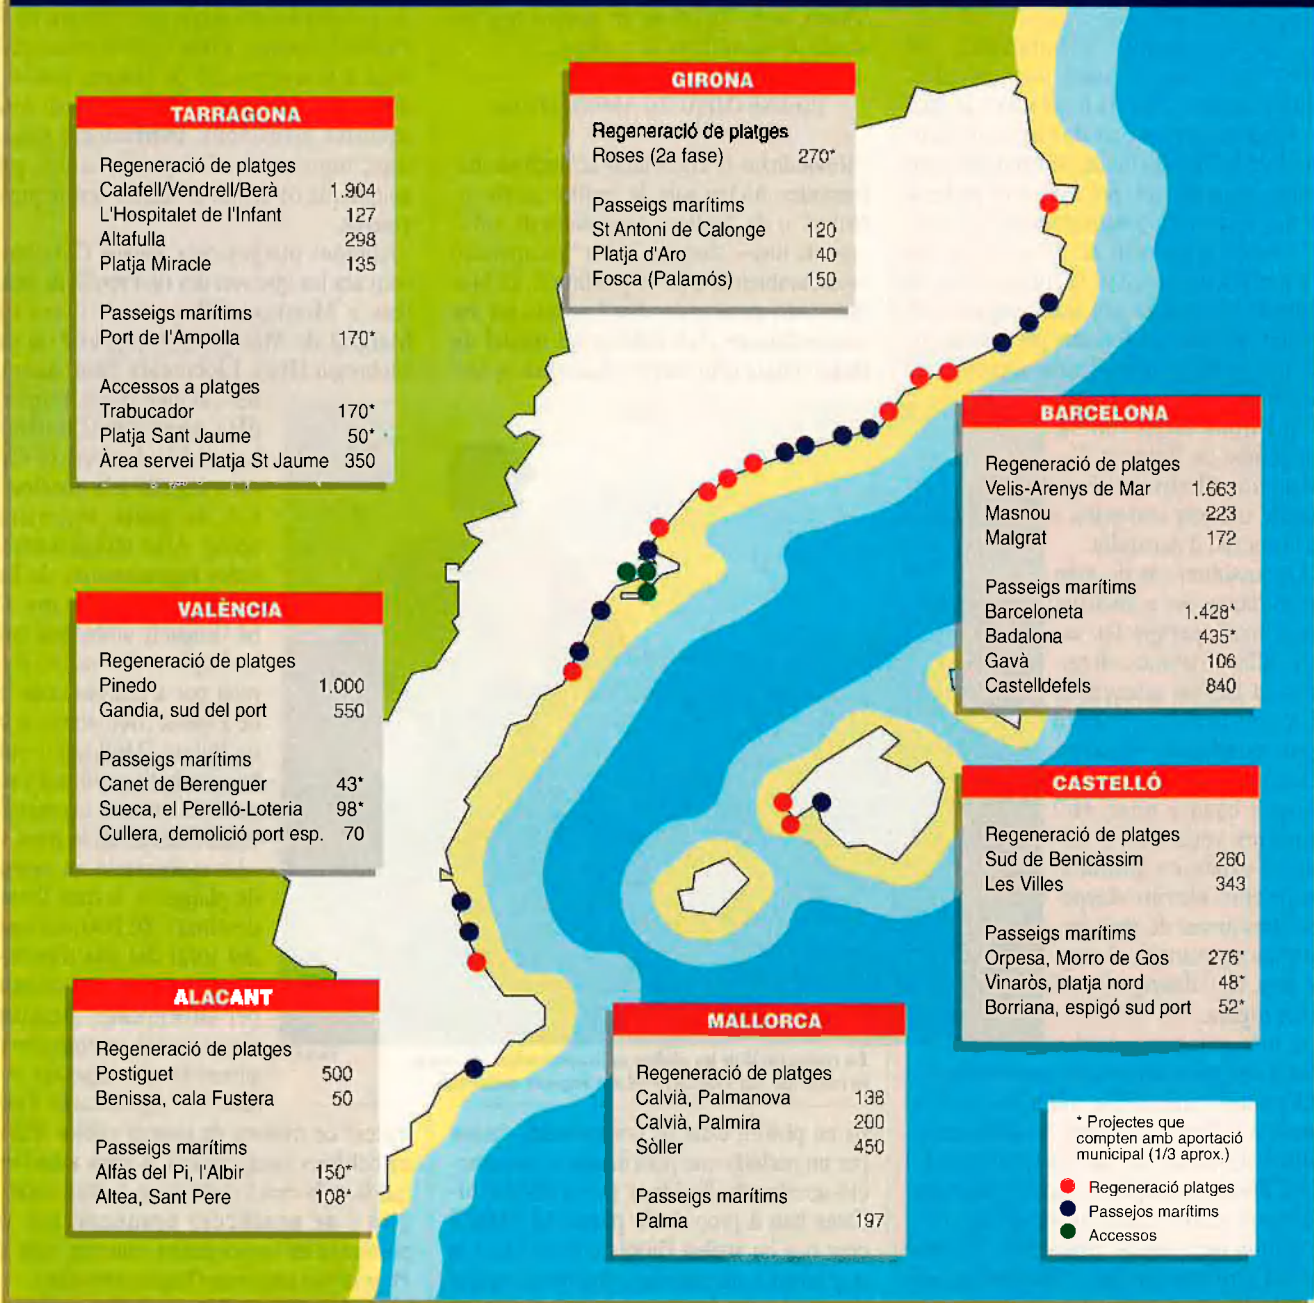 TARRAGONA
Regeneració de platges
Calafell/Vendrell/Berà 1.904
L'Hospitalet de l'Infant 127
Altafulla 298
Platja Miracle 135
Passeigs marítims
Port de l'Ampolla 170*
Accessos a platges
Trabucador 170*
Platja Sant Jaume 50*
Àrea servei Platja St Jaume 350
GIRONA
Regeneració de platges
Roses (2a fase) 270*
Passeigs marítims
St Antoni de Calonge 120
Platja d'Aro 40
Fosca (Palamós) 150
BARCELONA
Regeneració de platges
Velis-Arenys de Mar 1.663
Masnou 223
Malgrat 172
Passeigs marítims
Barceloneta 1.428*
Badalona 435*
Gavà 106
Castelldefels 840
VALÈNCIA
Regeneració de platges
Pinedo 1.000
Gandia, sud del port 550
Passeigs marítims
Canet de Berenguer 43*
Sueca, el Perelló-Loteria 98*
Cullera, demolició port esp. 70
CASTELLÓ
Regeneració de platges
Sud de Benicàssim 260
Les Villes 343
Passeigs marítims
Orpesa, Morro de Gos 276*
Vinaròs, platja nord 48*
Borriana, espigó sud port 52*
ALACANT
Regeneració de platges
Postiguet 500
Benissa, cala Fustera 50
Passeigs marítims
Alfàs del Pi, l'Albir 150*
Altea, Sant Pere 108*
MALLORCA
Regeneració de platges
Calvià, Palmanova 138
Calvià, Palmira 200
Sòller 450
Passeigs marítims
Palma 197
* Projectes que
compten amb aportació
municipal (1/3 aprox.)
Regeneració platges
Passejos marítims
Accessos